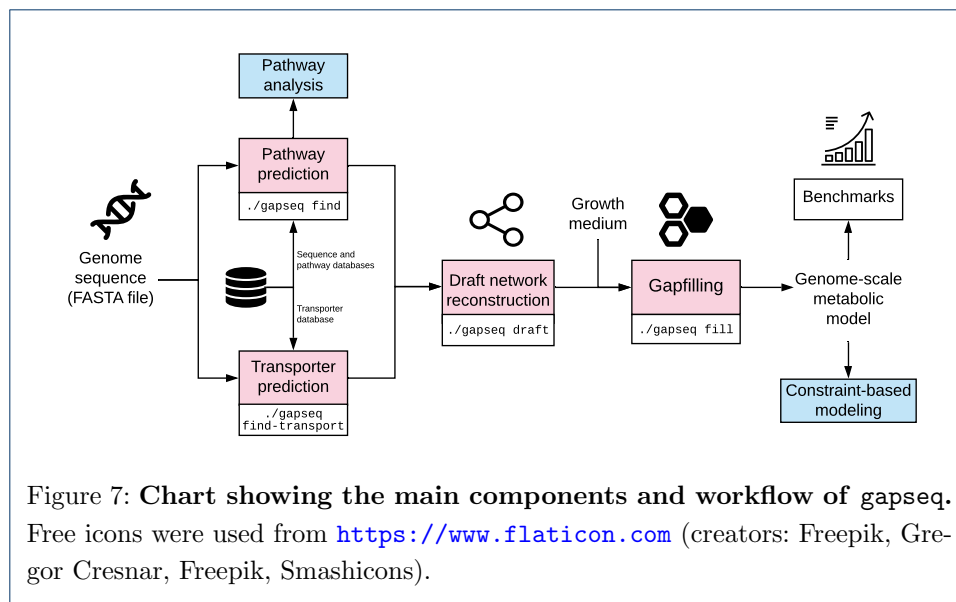 Pathway
analysis
Pathway
prediction
./gapseq find
Genome
sequence
(FASTA file)
Sequence and
pathway databases
Transporter
database
Transporter
prediction
./gapseq
find-transport
Draft network
reconstruction
./gapseq draft
Growth
medium
Gapfilling
./gapseq fill
Benchmarks
Genome-scale
metabolic
model
Constraint-based
modeling
Figure 7: Chart showing the main components and workflow of gapseq.
Free icons were used from https://www.flaticon.com (creators: Freepik, Gre-
gor Cresnar, Freepik, Smashicons).